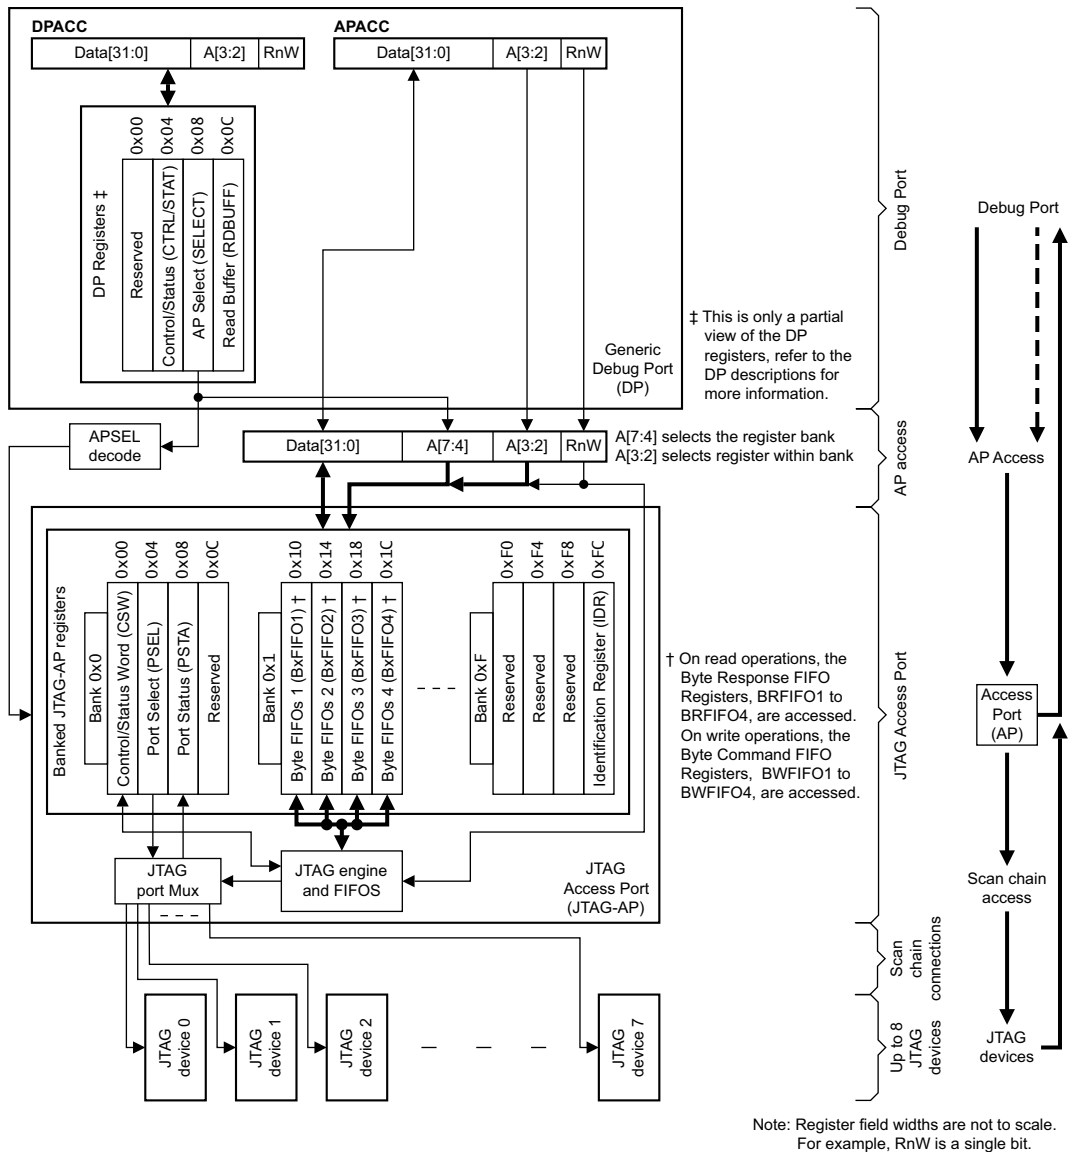 DPACC
Data[31:0] A[3:2] RnW
APACC
Data[31:0] A[3:2] RnW
DP Registers ‡
0x00
0x04
0x08
0x0C
Reserved
Control/Status (CTRL/STAT)
AP Select (SELECT)
Read Buffer (RDBUFF)
Generic
Debug Port
(DP)
‡ This is only a partial
view of the DP
registers, refer to the
DP descriptions for
more information.
Debug Port
APSEL
decode
Data[31:0] A[7:4] A[3:2] RnW
A[7:4] selects the register bank
A[3:2] selects register within bank
AP access
Banked JTAG-AP registers
Bank 0x0
0x00
0x04
0x08
0x0C
Control/Status Word (CSW)
Port Select (PSEL)
Port Status (PSTA)
Reserved
Bank 0x1
0x10
0x14
0x18
0x1C
Byte FIFOs 1 (BxFIFO1) †
Byte FIFOs 2 (BxFIFO2) †
Byte FIFOs 3 (BxFIFO3) †
Byte FIFOs 4 (BxFIFO4) †
Bank 0xF
0xF0
0xF4
0xF8
0xFC
Reserved
Reserved
Reserved
Identification Register (IDR)
† On read operations, the
Byte Response FIFO
Registers, BRFIFO1 to
BRFIFO4, are accessed.
On write operations, the
Byte Command FIFO
Registers, BWFIFO1 to
BWFIFO4, are accessed.
JTAG Access Port
JTAG
port Mux
JTAG engine
and FIFOS
JTAG
Access Port
(JTAG-AP)
Scan
chain
connections
JTAG
device 0
JTAG
device 1
JTAG
device 2
JTAG
device 7
Up to 8
JTAG
devices
Debug Port
AP Access
Access
Port
(AP)
Scan chain
access
JTAG
devices
Note: Register field widths are not to scale.
For example, RnW is a single bit.